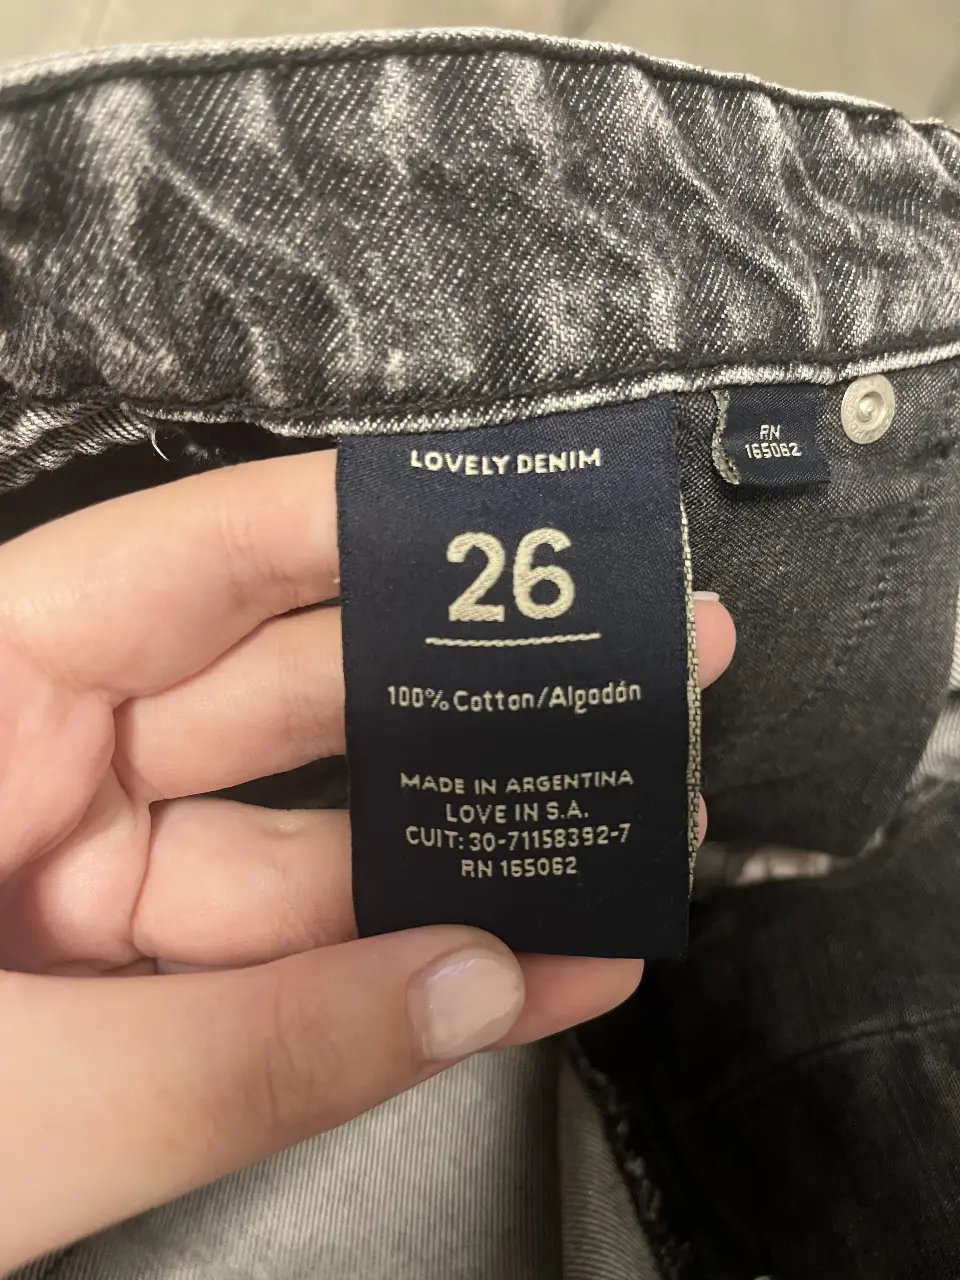 LOVELY DENIM
26
100% Cotton/Algodón
MADE IN ARGENTINA
LOVE IN S.A.
CUIT: 30-71158392-7
RN 165062
RN
165062